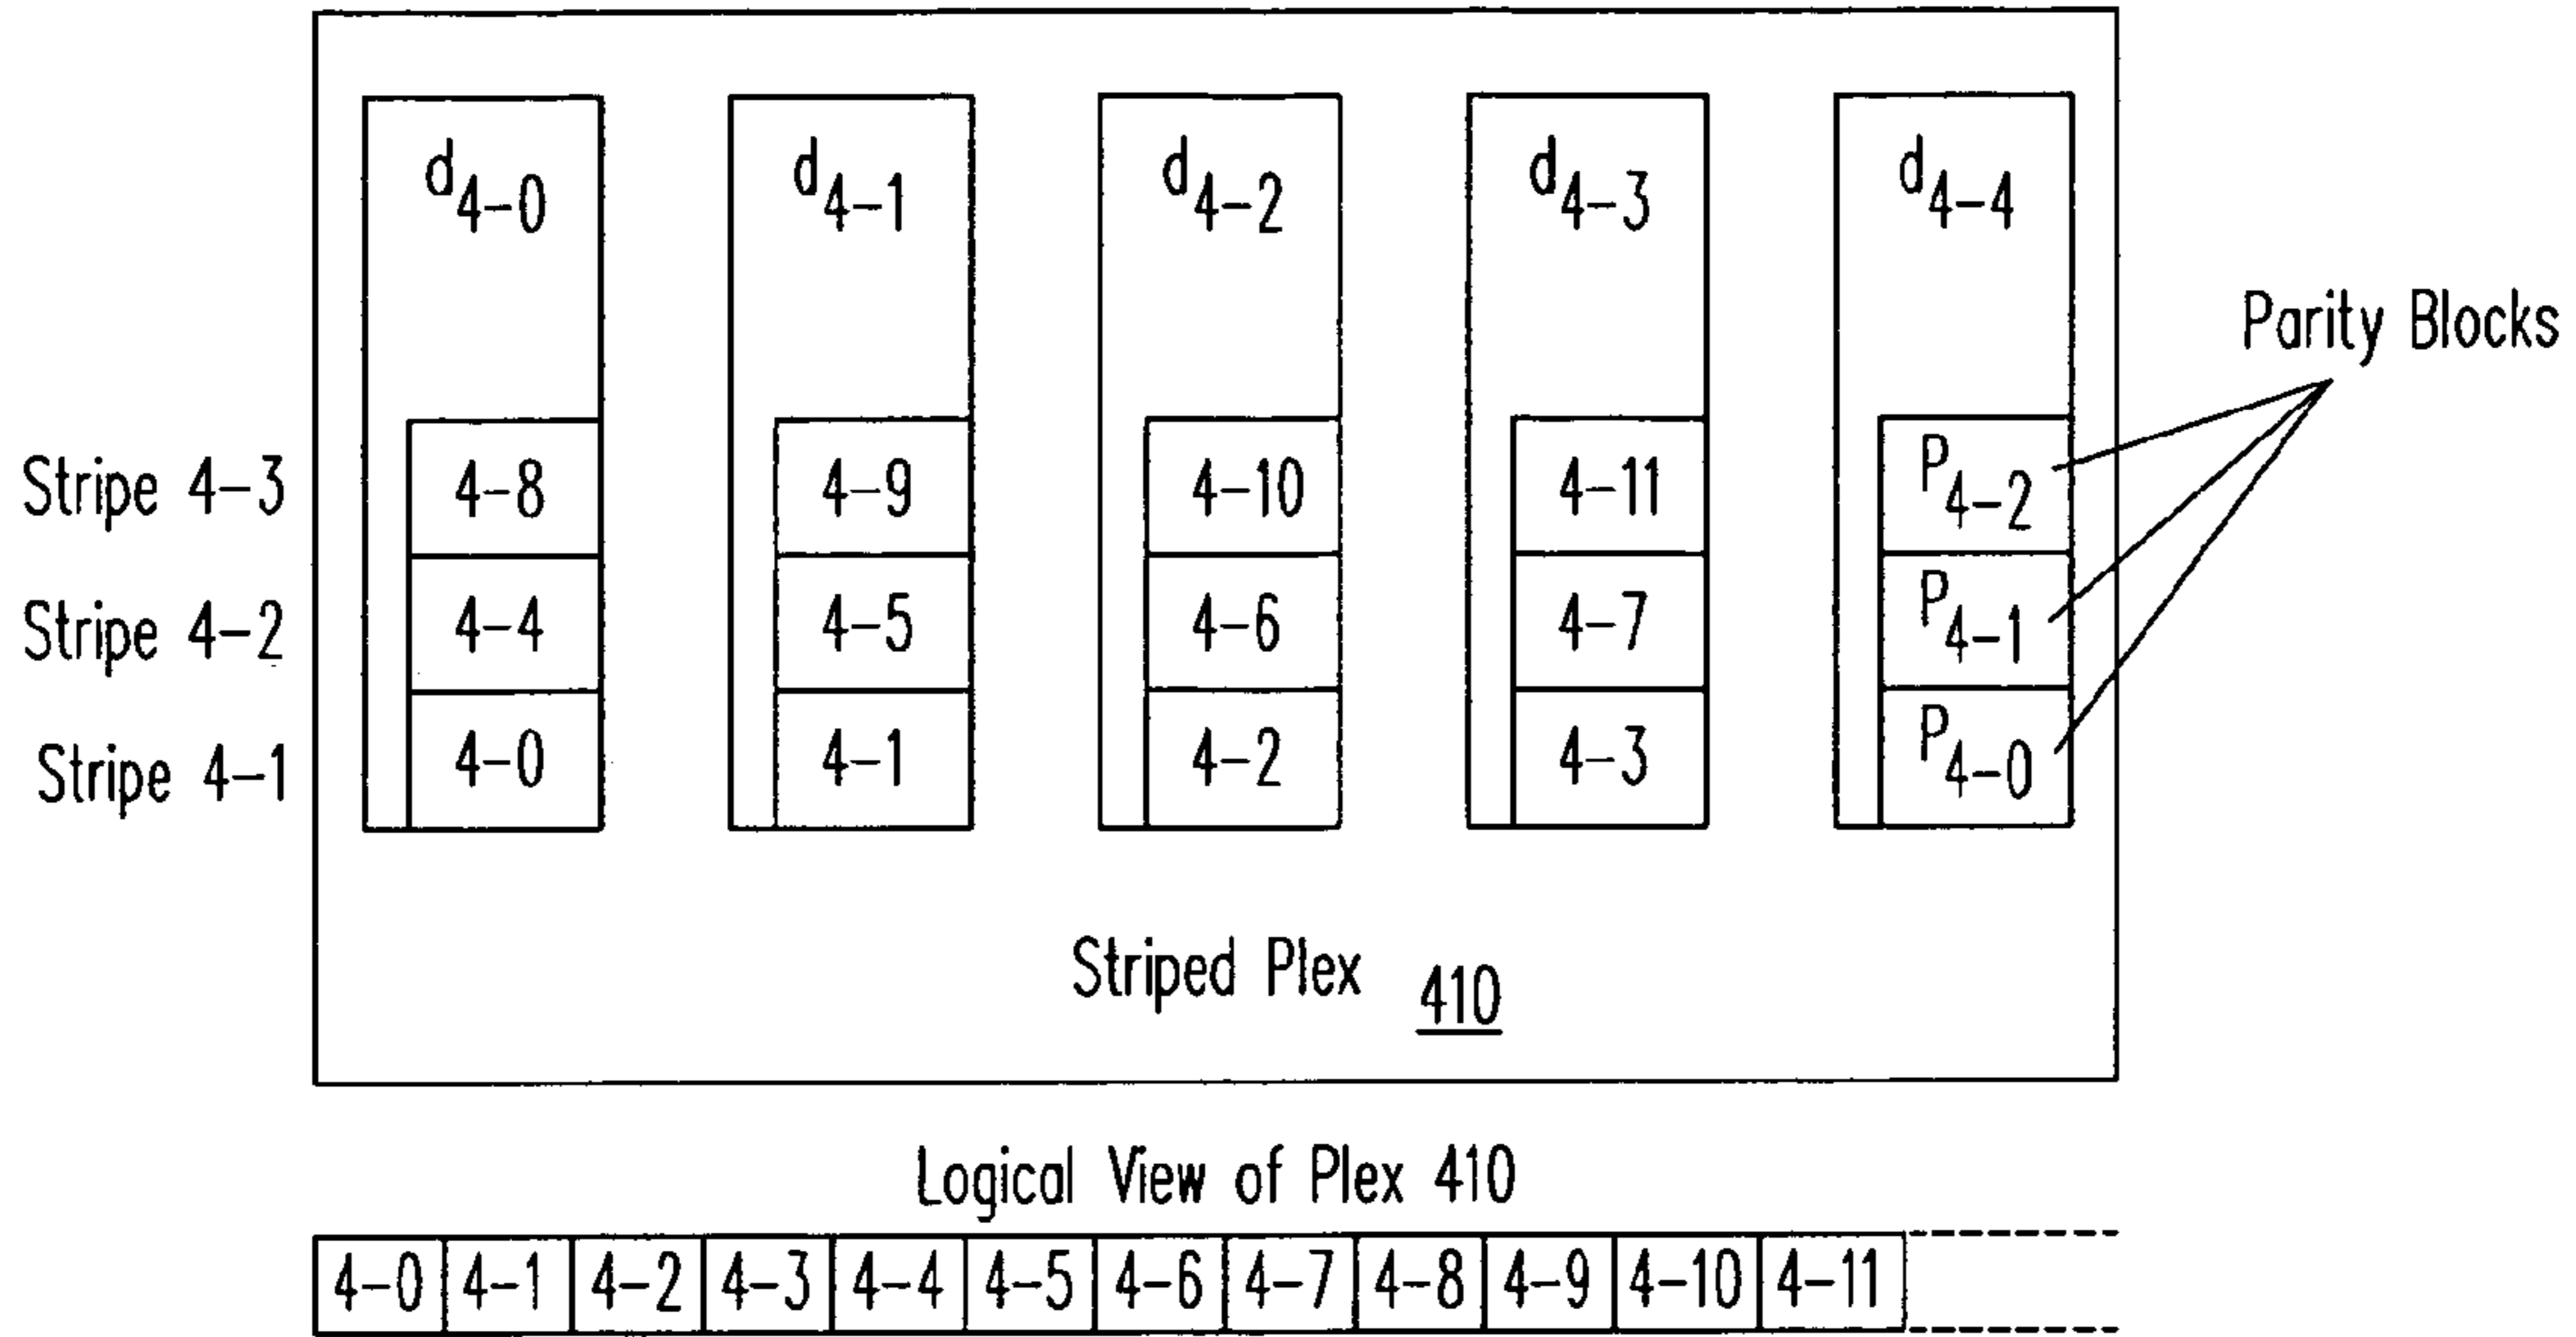 d4-0 d4-1 d4-2 d4-3 d4-4
Parity Blocks
Stripe 4-3 4-8 4-9 4-10 4-11 P4-2
Stripe 4-2 4-4 4-5 4-6 4-7 P4-1
Stripe 4-1 4-0 4-1 4-2 4-3 P4-0
Striped Plex 410
Logical View of Plex 410
4-0 4-1 4-2 4-3 4-4 4-5 4-6 4-7 4-8 4-9 4-10 4-11